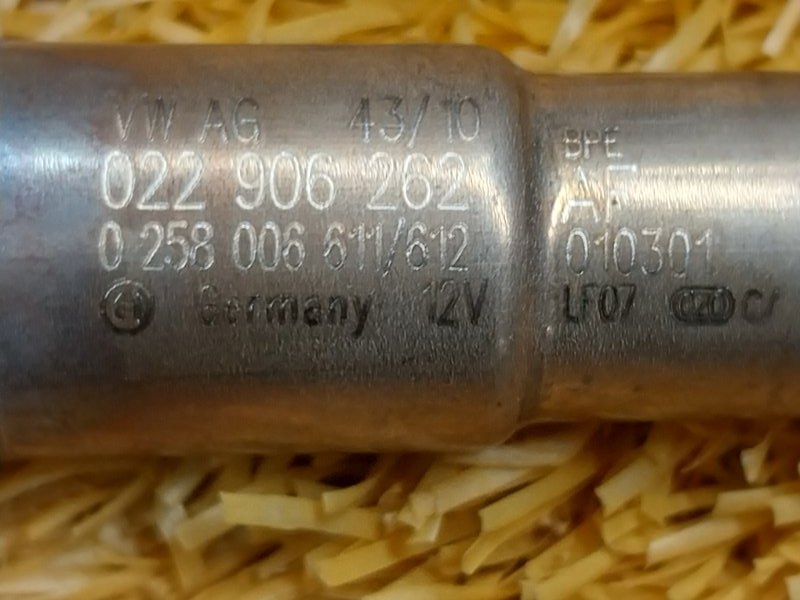 VW AG 43/10
022 906 262
0 258 006 611/612
Germany 12V
BPE
AF
010301
LF07